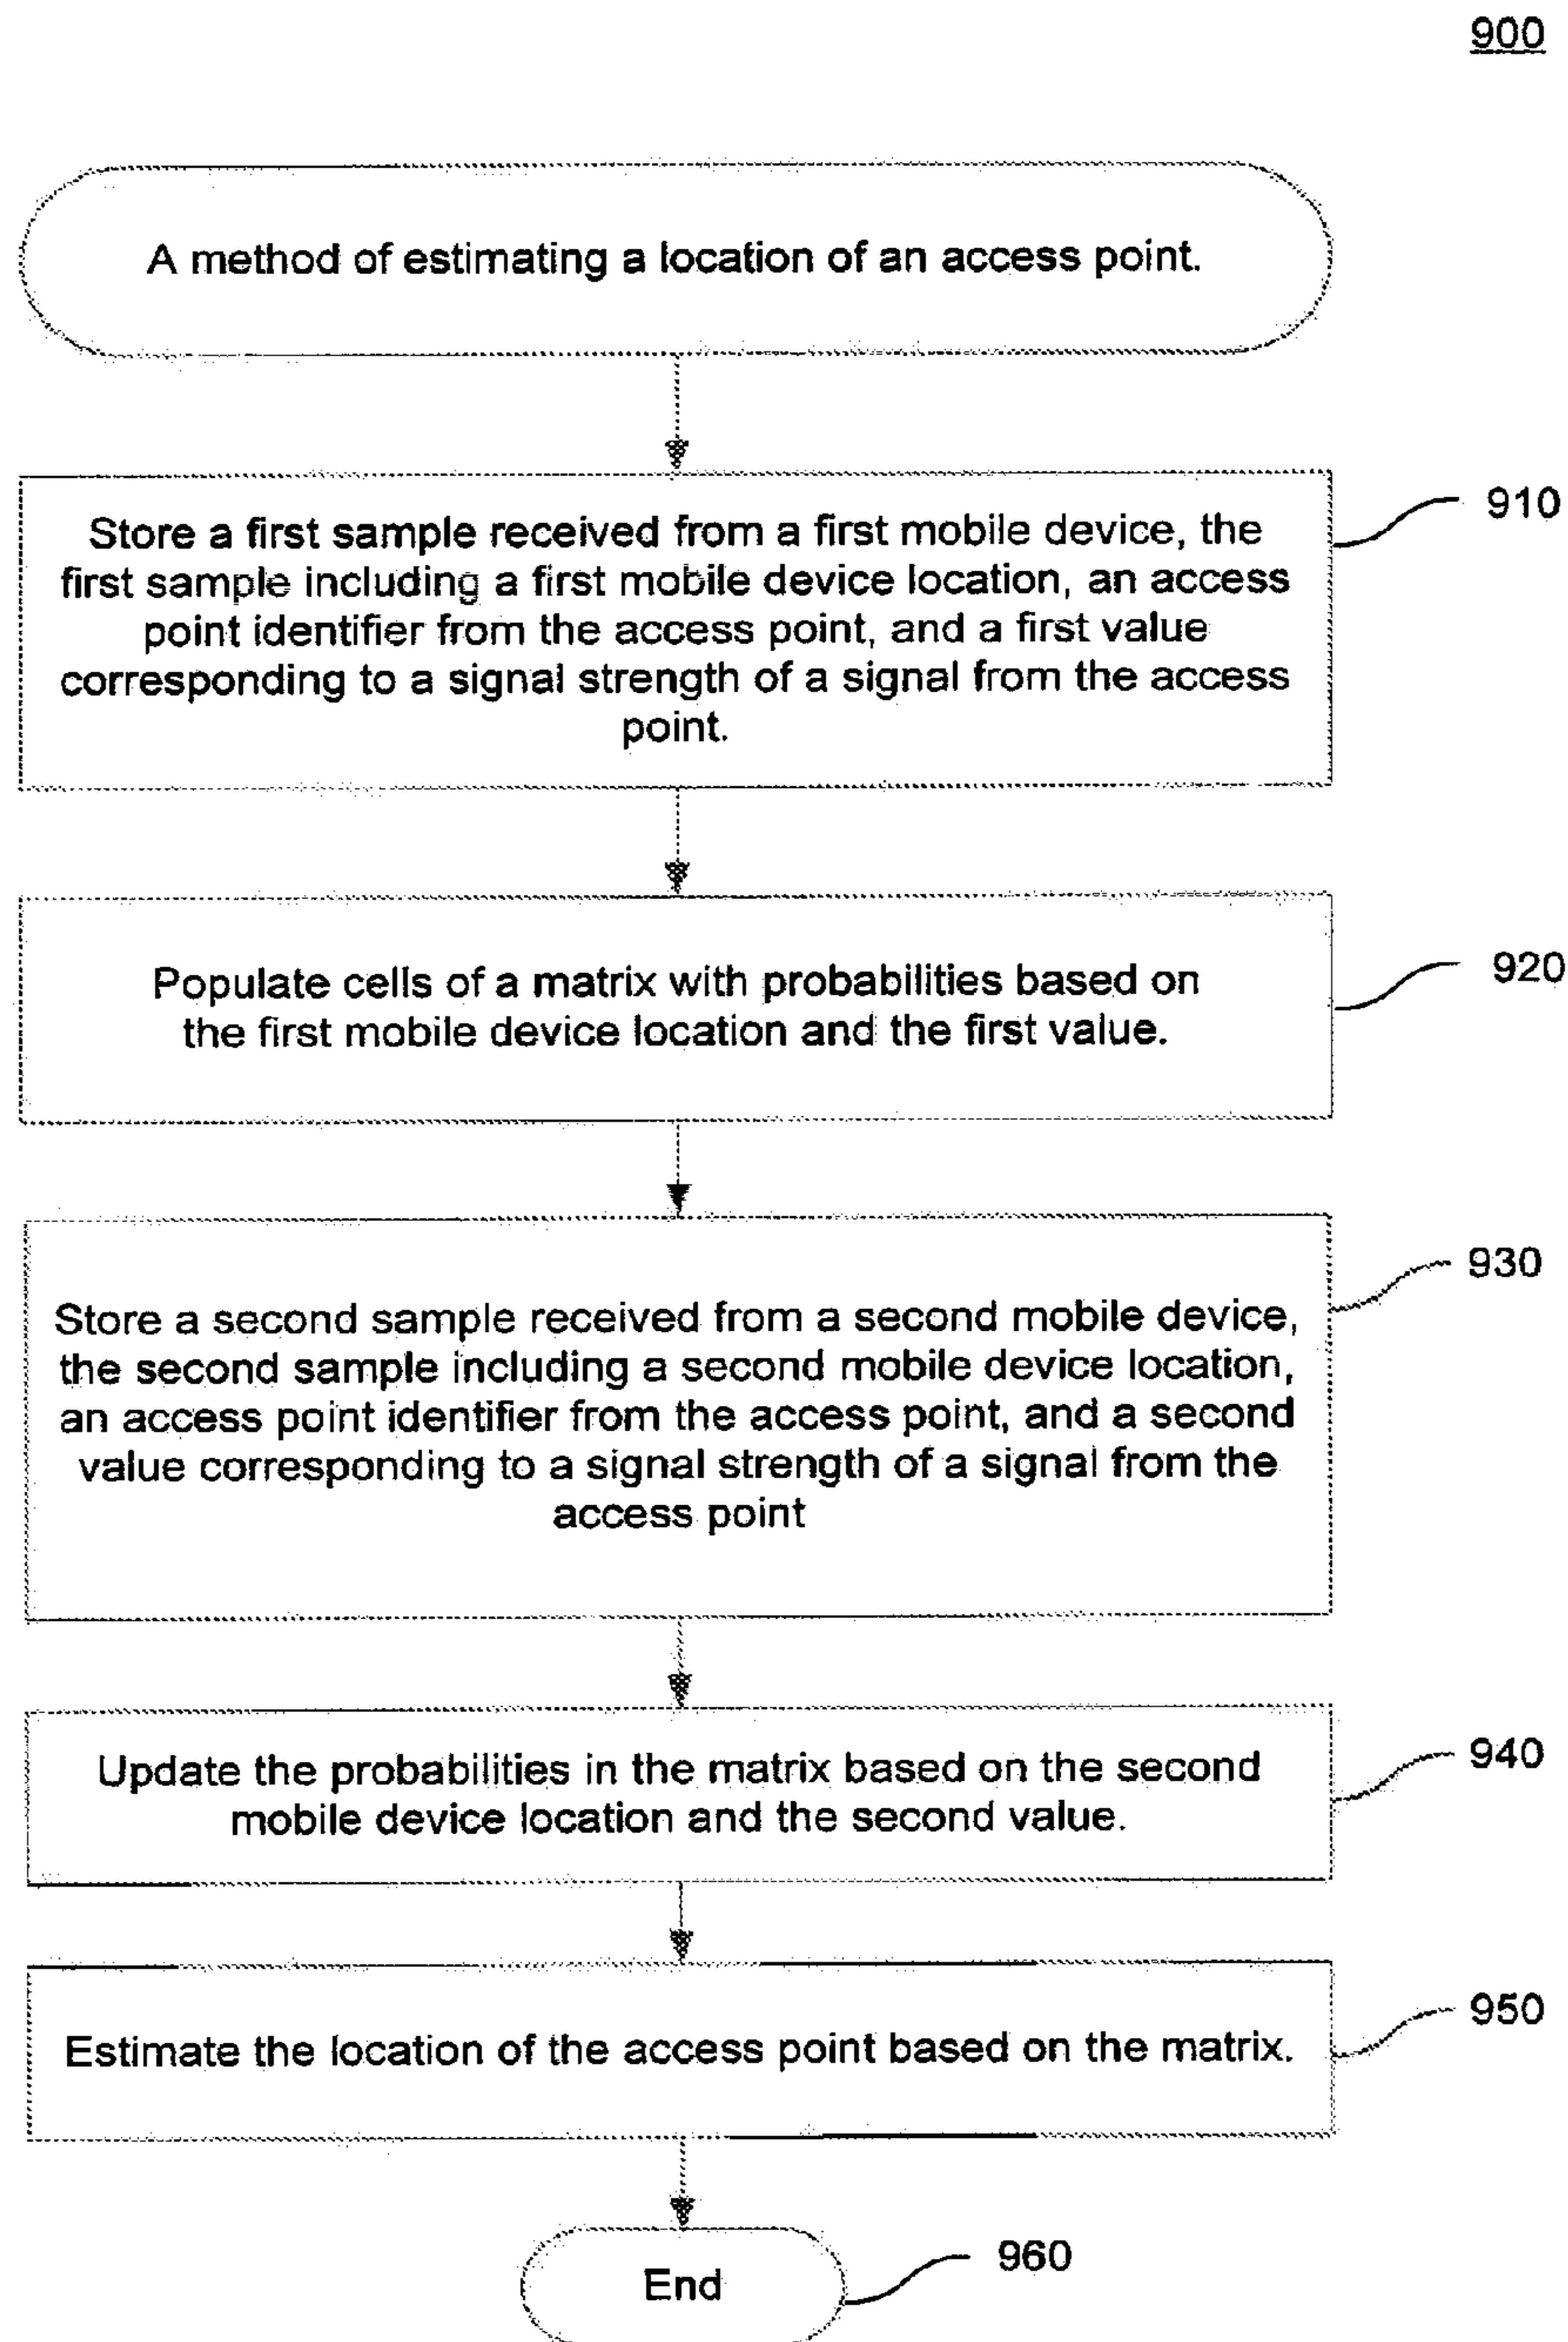 900
A method of estimating a location of an access point.
Store a first sample received from a first mobile device, the
first sample including a first mobile device location, an access
point identifier from the access point, and a first value
corresponding to a signal strength of a signal from the access
point.
910
Populate cells of a matrix with probabilities based on
the first mobile device location and the first value.
920
Store a second sample received from a second mobile device,
the second sample including a second mobile device location,
an access point identifier from the access point, and a second
value corresponding to a signal strength of a signal from the
access point
930
Update the probabilities in the matrix based on the second
mobile device location and the second value.
940
Estimate the location of the access point based on the matrix.
950
End
960